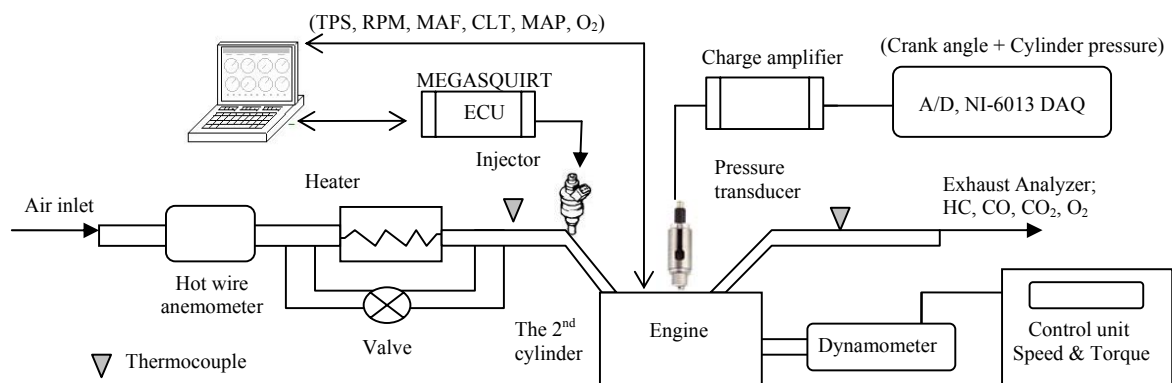 (TPS, RPM, MAF, CLT, MAP, O₂)
(Crank angle + Cylinder pressure)
Charge amplifier
MEGASQUIRT
ECU
A/D, NI-6013 DAQ
Injector
Pressure
transducer
Heater
Exhaust Analyzer;
HC, CO, CO₂, O₂
Air inlet
Hot wire
anemometer
Valve
The 2ⁿᵈ
cylinder
Engine
Dynamometer
Control unit
Speed & Torque
Thermocouple